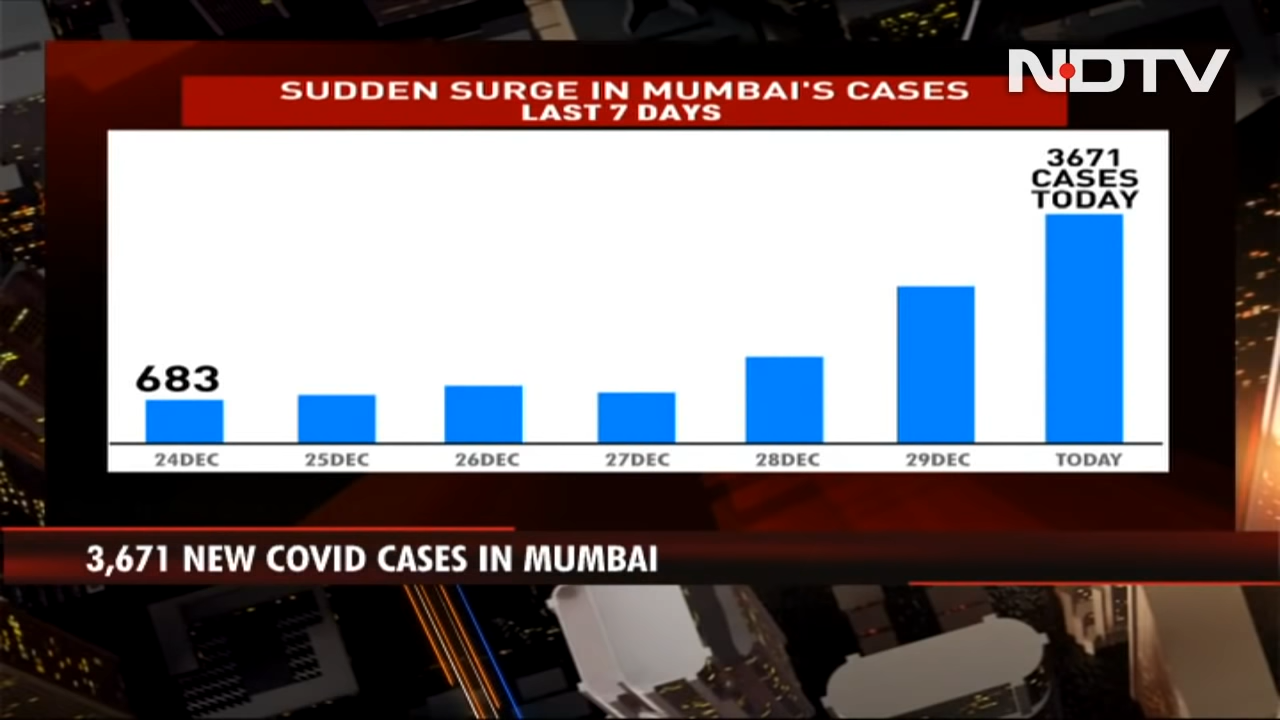 NDTV
SUDDEN SURGE IN MUMBAI'S CASES
LAST 7 DAYS
3671
CASES
TODAY
683
24DEC 25DEC 26DEC 27DEC 28DEC 29DEC TODAY
3,671 NEW COVID CASES IN MUMBAI